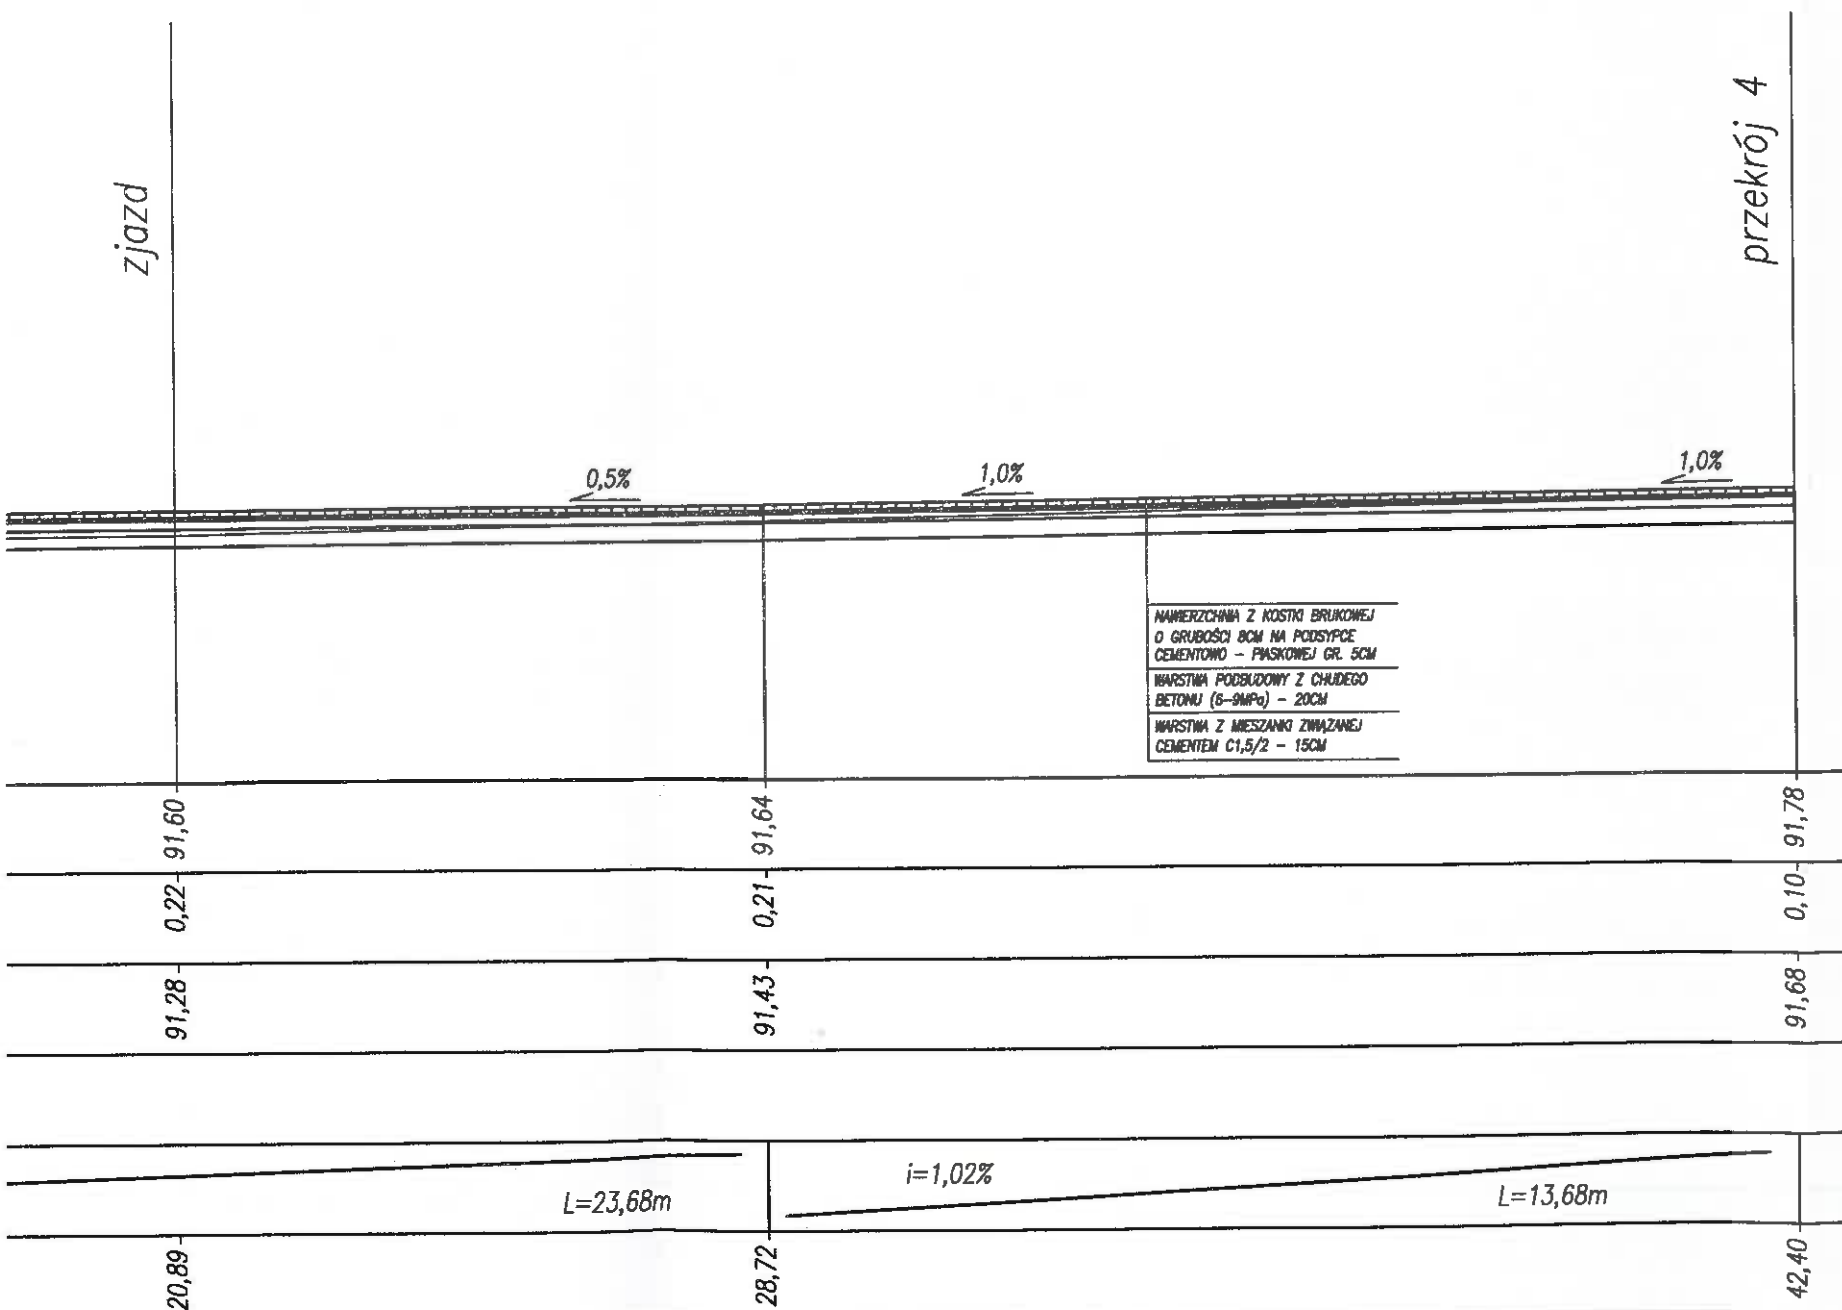 zjazd
przekrój 4
0,5%
1,0%
1,0%
NAWIERZCHNIA Z KOSTKI BRUKOWEJ
O GRUBOŚCI 8CM NA PODSYPCE
CEMENTOWO - PIASKOWEJ GR. 5CM
WARSTWA PODBUDOWY Z CHUDEGO
BETONU (6-9MPa) - 20CM
WARSTWA Z MIESZANKI ZWIĄZANEJ
CEMENTEM C1,5/2 - 15CM
91,60
91,64
91,78
0,22
0,21
0,10
91,28
91,43
91,68
L=23,68m
i=1,02%
L=13,68m
20,89
28,72
42,40